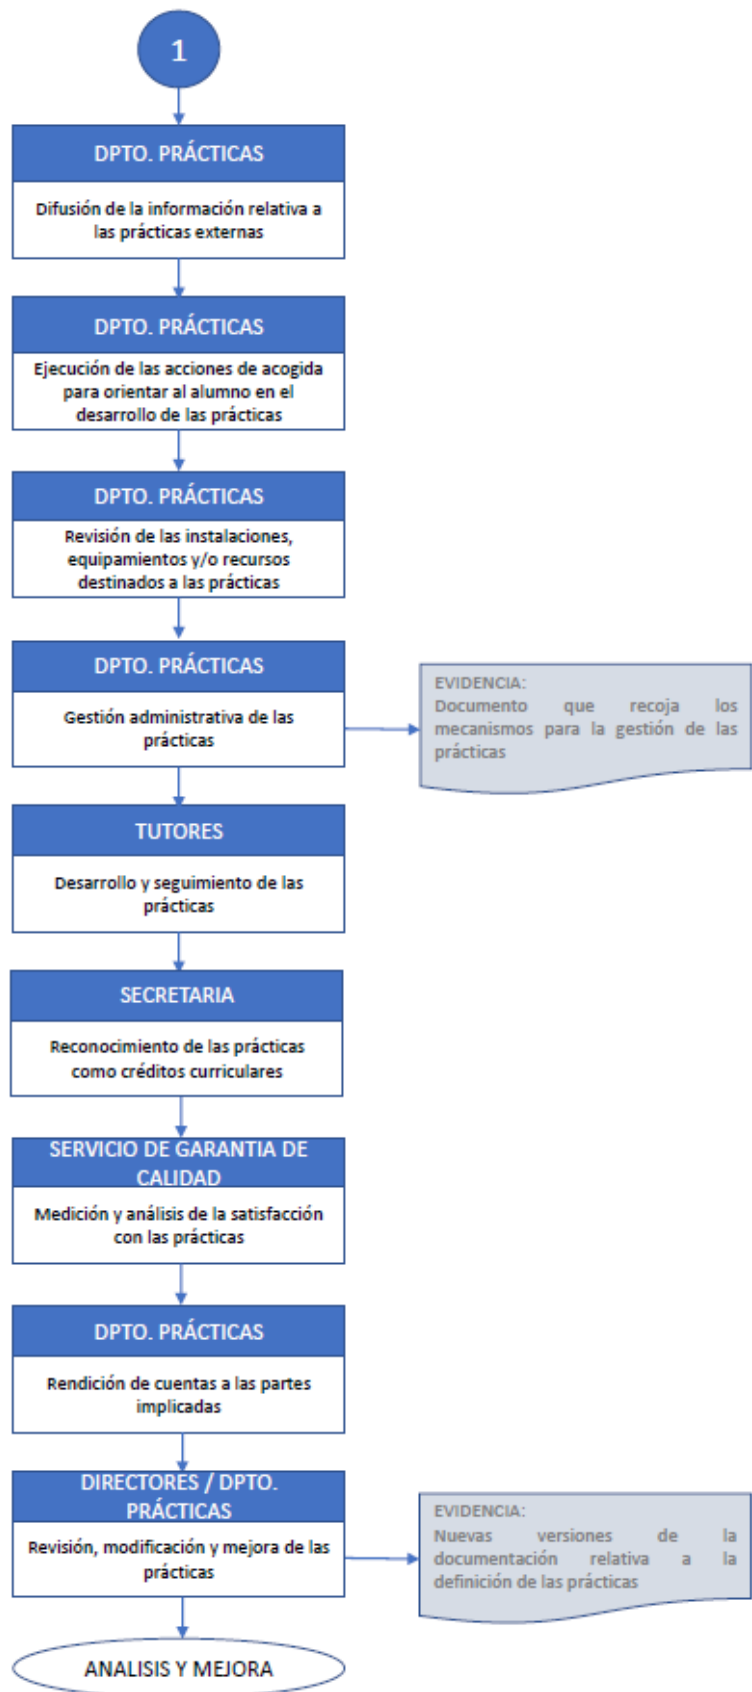 1
DPTO. PRÁCTICAS
Difusión de la información relativa a
las prácticas externas
DPTO. PRÁCTICAS
Ejecución de las acciones de acogida
para orientar al alumno en el
desarrollo de las prácticas
DPTO. PRÁCTICAS
Revisión de las instalaciones,
equipamientos y/o recursos
destinados a las prácticas
DPTO. PRÁCTICAS
Gestión administrativa de las
prácticas
EVIDENCIA:
Documento que recoja los
mecanismos para la gestión de las
prácticas
TUTORES
Desarrollo y seguimiento de las
prácticas
SECRETARIA
Reconocimiento de las prácticas
como créditos curriculares
SERVICIO DE GARANTIA DE
CALIDAD
Medición y análisis de la satisfacción
con las prácticas
DPTO. PRÁCTICAS
Rendición de cuentas a las partes
implicadas
DIRECTORES / DPTO.
PRÁCTICAS
Revisión, modificación y mejora de las
prácticas
EVIDENCIA:
Nuevas versiones de la
documentación relativa a la
definición de las prácticas
ANALISIS Y MEJORA